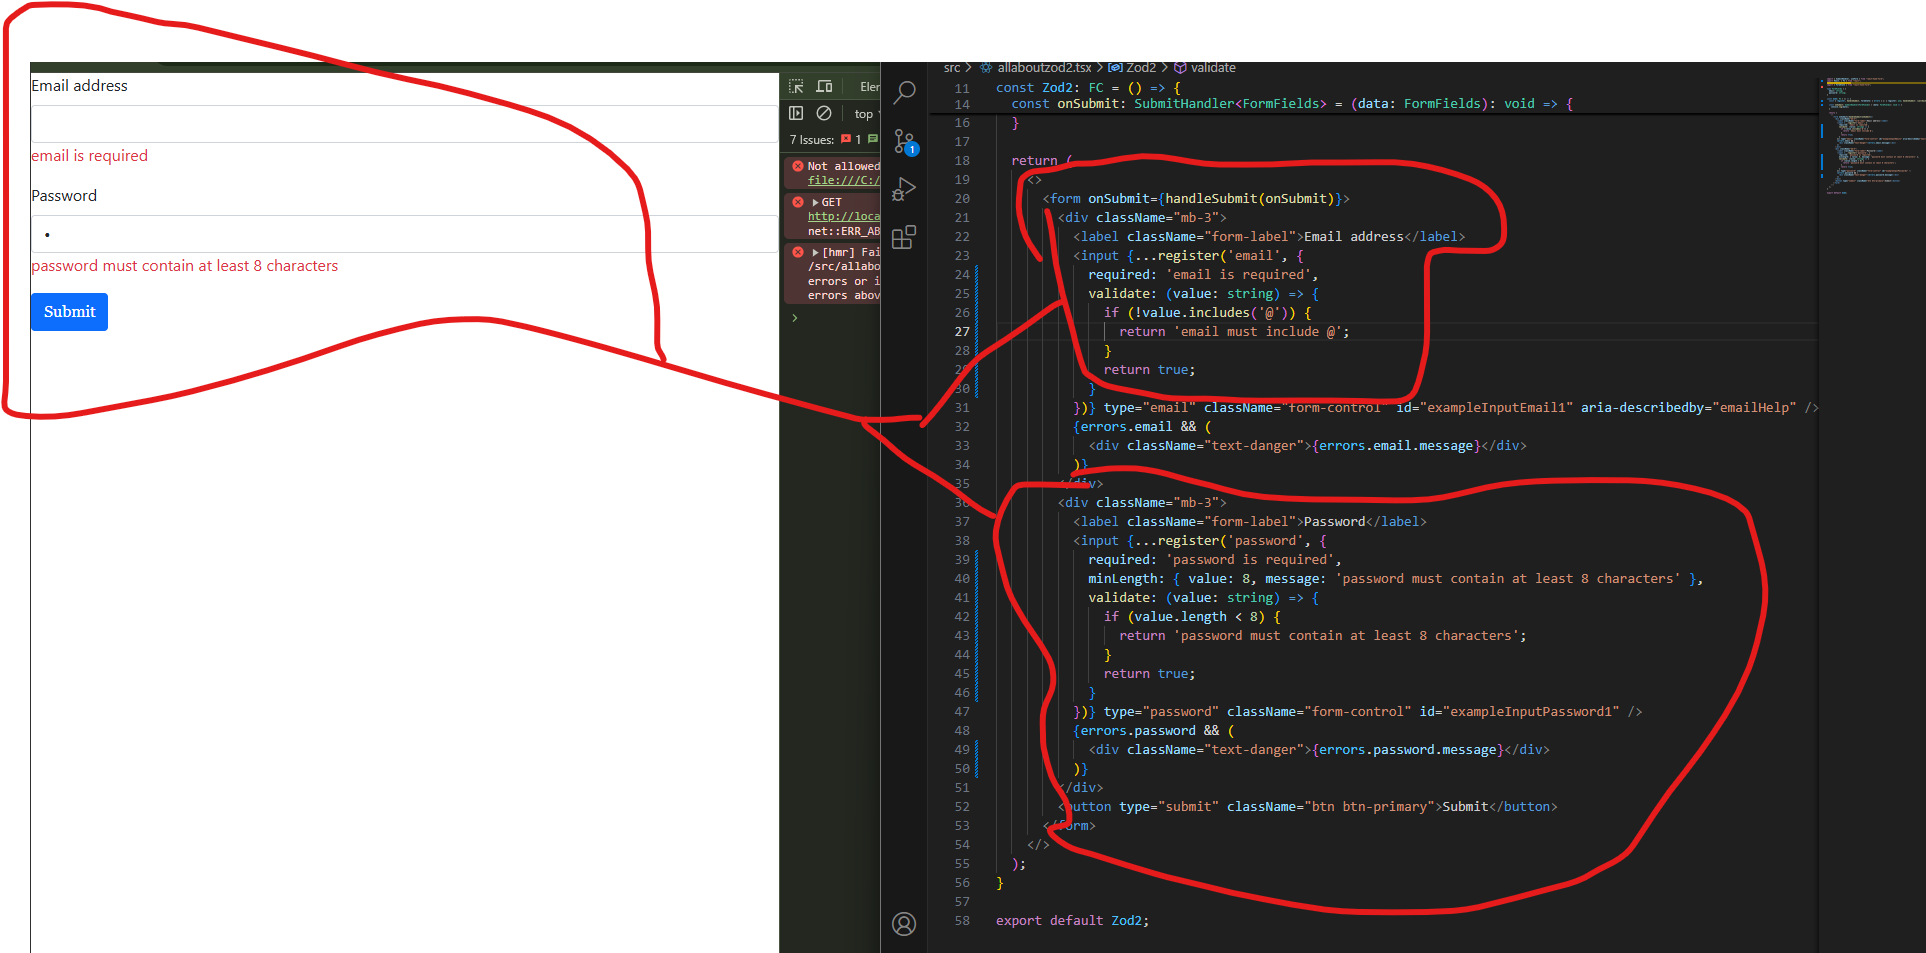 Email address
email is required
Password
•
password must contain at least 8 characters
Submit
Elen
top
7 Issues: 1
Not allowed
file:///C:/
GET
http://loca
net::ERR_AB
[hmr] Fai
/src/allabo
errors or i
errors abov
1
src > allaboutzod2.tsx > Zod2 > validate
11 const Zod2: FC = () => {
14 const onSubmit: SubmitHandler<FormFields> = (data: FormFields): void => {
16 }
17
18 return (
19 <>
20 <form onSubmit={handleSubmit(onSubmit)}>
21 <div className="mb-3">
22 <label className="form-label">Email address</label>
23 <input {...register('email', {
24 required: 'email is required',
25 validate: (value: string) => {
26 if (!value.includes('@')) {
27 return 'email must include @';
28 }
29 return true;
30 }
31 })} type="email" className="form-control" id="exampleInputEmail1" aria-describedby="emailHelp" />
32 {errors.email && (
33 <div className="text-danger">{errors.email.message}</div>
34 )}
35 </div>
36 <div className="mb-3">
37 <label className="form-label">Password</label>
38 <input {...register('password', {
39 required: 'password is required',
40 minLength: { value: 8, message: 'password must contain at least 8 characters' },
41 validate: (value: string) => {
42 if (value.length < 8) {
43 return 'password must contain at least 8 characters';
44 }
45 return true;
46 }
47 })} type="password" className="form-control" id="exampleInputPassword1" />
48 {errors.password && (
49 <div className="text-danger">{errors.password.message}</div>
50 )}
51 </div>
52 <button type="submit" className="btn btn-primary">Submit</button>
53 </form>
54 </>
55 );
56 }
57
58 export default Zod2;